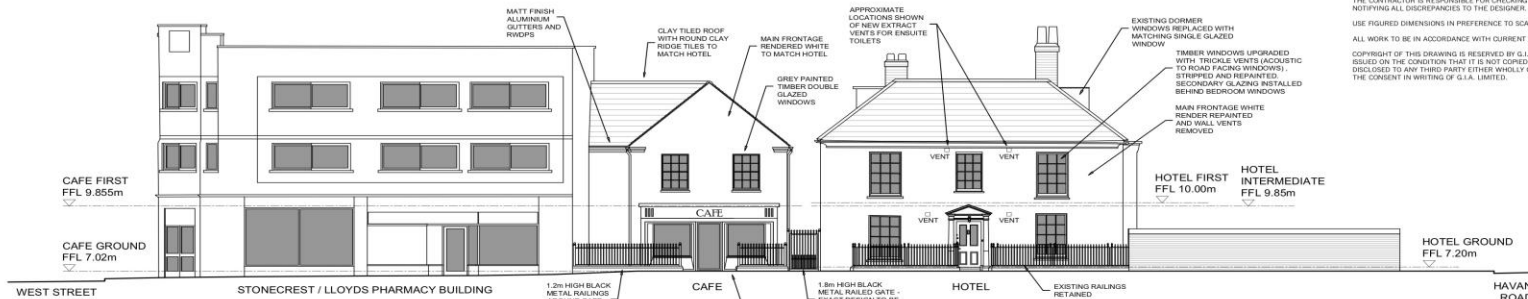 THE CONTRACTOR IS RESPONSIBLE FOR CHECKING
NOTIFYING ALL DISCREPANCIES TO THE DESIGNER.
USE FIGURED DIMENSIONS IN PREFERENCE TO
ALL WORK TO BE IN ACCORDANCE WITH CURRENT
COPYRIGHT OF THIS DRAWING IS RESERVED BY G.I.A.
ISSUED ON THE CONDITION THAT IT IS NOT COPIED
DISCLOSED TO ANY THIRD PARTY EITHER WHOLLY
THE CONSENT IN WRITING OF G.I.A. LIMITED.
MATT FINISH
ALUMINIUM
GUTTERS AND
RWDPS
CLAY TILED ROOF
WITH ROUND CLAY
RIDGE TILES TO
MATCH HOTEL
MAIN FRONTAGE
RENDERED WHITE
TO MATCH HOTEL
GREY PAINTED
TIMBER DOUBLE
GLAZED
WINDOWS
APPROXIMATE
LOCATIONS SHOWN
OF NEW EXTRACT
VENTS FOR ENSUITE
TOILETS
EXISTING DORMER
WINDOWS REPLACED WITH
MATCHING SINGLE GLAZED
WINDOW
TIMBER WINDOWS UPGRADED
WITH TRICKLE VENTS (ACOUSTIC
TO ROAD FACING WINDOWS) ,
STRIPPED AND REPAINTED.
SECONDARY GLAZING INSTALLED
BEHIND BEDROOM WINDOWS
MAIN FRONTAGE WHITE
RENDER REPAINTED
AND WALL VENTS
REMOVED
VENT
VENT
VENT
VENT
CAFE FIRST
FFL 9.855m
CAFE GROUND
FFL 7.02m
CAFE
HOTEL FIRST
FFL 10.00m
HOTEL
INTERMEDIATE
FFL 9.85m
HOTEL GROUND
FFL 7.20m
WEST STREET
STONECREST / LLOYDS PHARMACY BUILDING
1.2m HIGH BLACK
METAL RAILINGS
CAFE
1.8m HIGH BLACK
METAL RAILED GATE -
EXACT DESIGN TO BE
HOTEL
EXISTING RAILINGS
RETAINED
ROAD